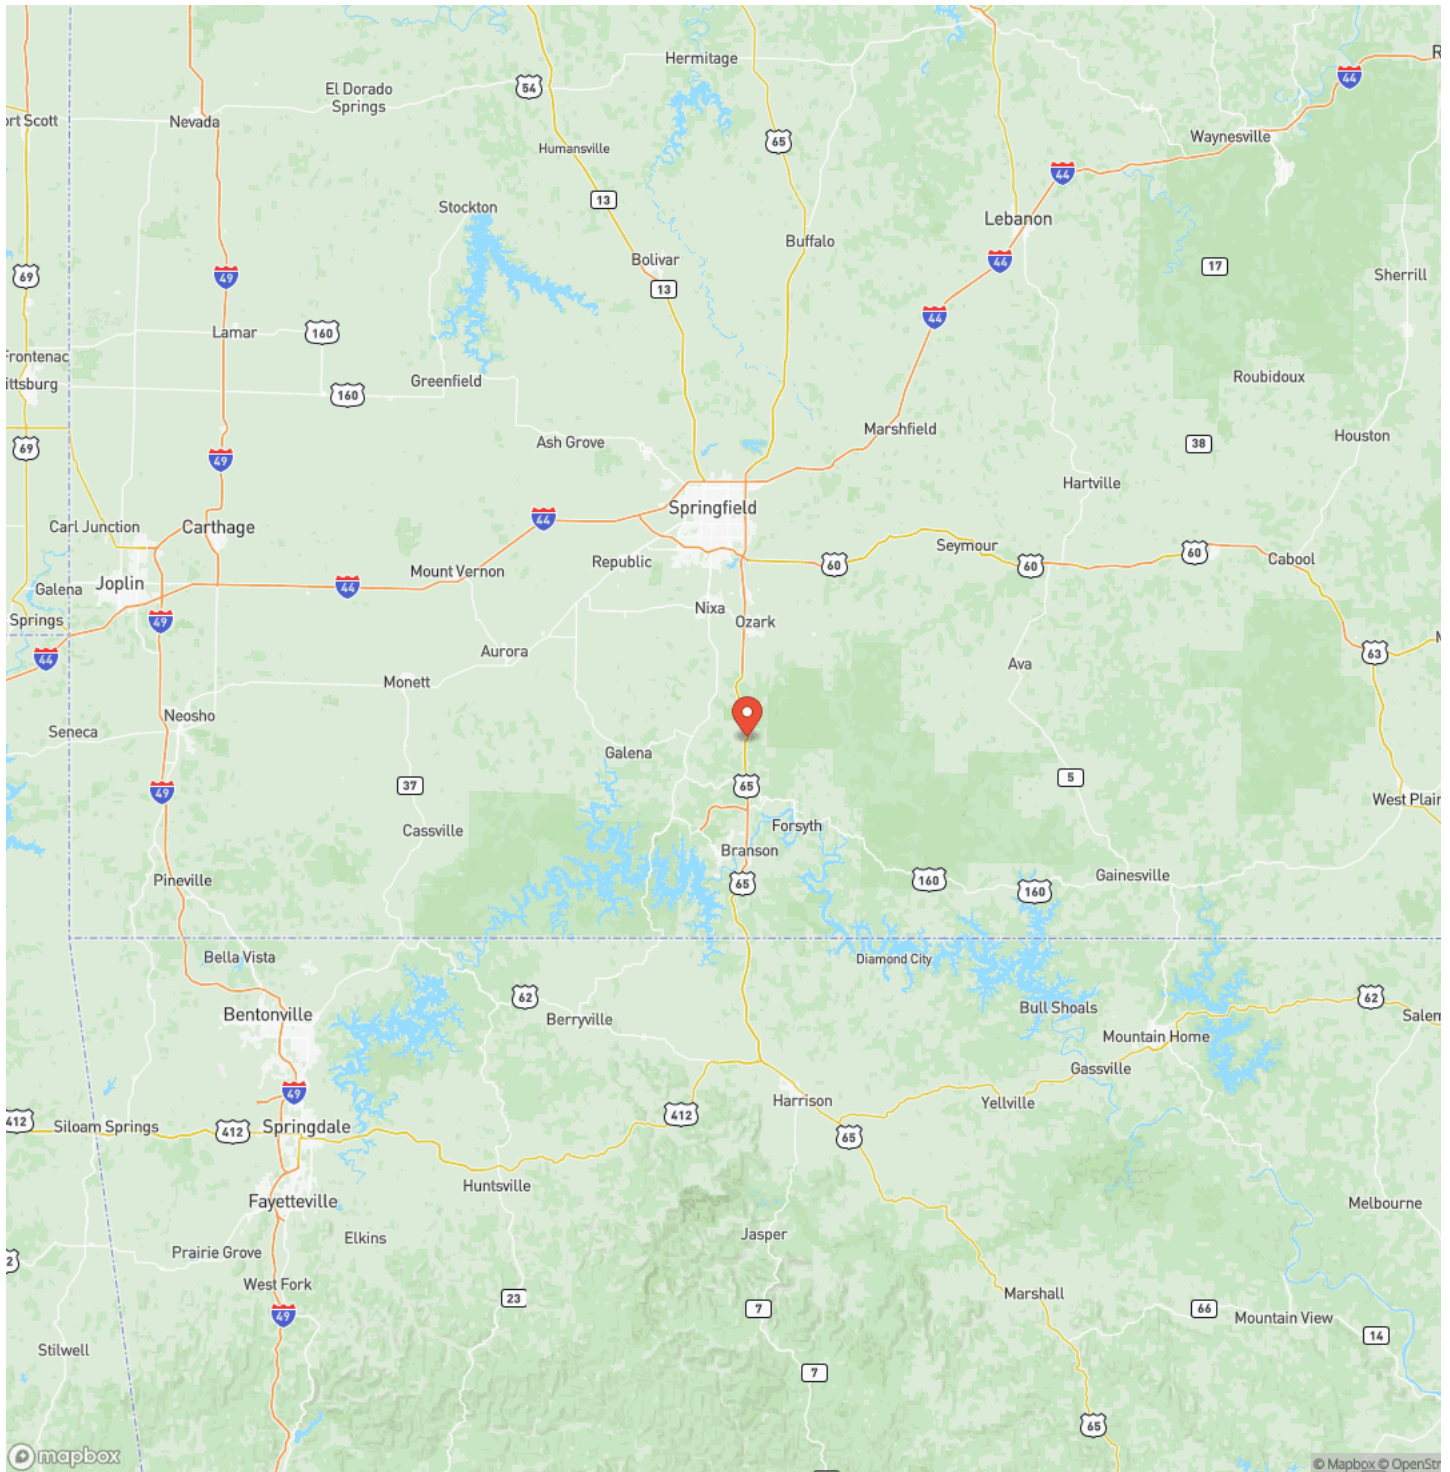 Hermitage
44
R
54
El Dorado
Springs
ort Scott
Nevada
65
Waynesville
Humansville
44
13
Stockton
Lebanon
Buffalo
Bolivar
44
17
69
49
13
Sherrill
44
Lamar
160
Frontenac
ittsburg
Greenfield
Roubidoux
160
Ash Grove
Marshfield
Houston
38
69
49
Hartville
Springfield
Carl Junction
Carthage
44
Seymour
60
Cabool
Republic
60
60
Mount Vernon
Joplin
Galena
44
Nixa
Springs
49
Ozark
M
Aurora
44
Ava
63
Monett
Neosho
Seneca
Galena
65
5
37
49
West Plain
Forsyth
Cassville
Branson
Pineville
65
160
Gainesville
160
Bella Vista
Diamond City
62
62
Bull Shoals
Bentonville
Berryville
Salem
Mountain Home
Gassville
49
Harrison
Yellville
412
412
Siloam Springs
412
Springdale
65
Huntsville
Fayetteville
Melbourne
Jasper
Elkins
Prairie Grove
2
West Fork
Marshall
23
7
66
49
Mountain View
14
Stilwell
7
65
mapbox
© Mapbox © OpenStr